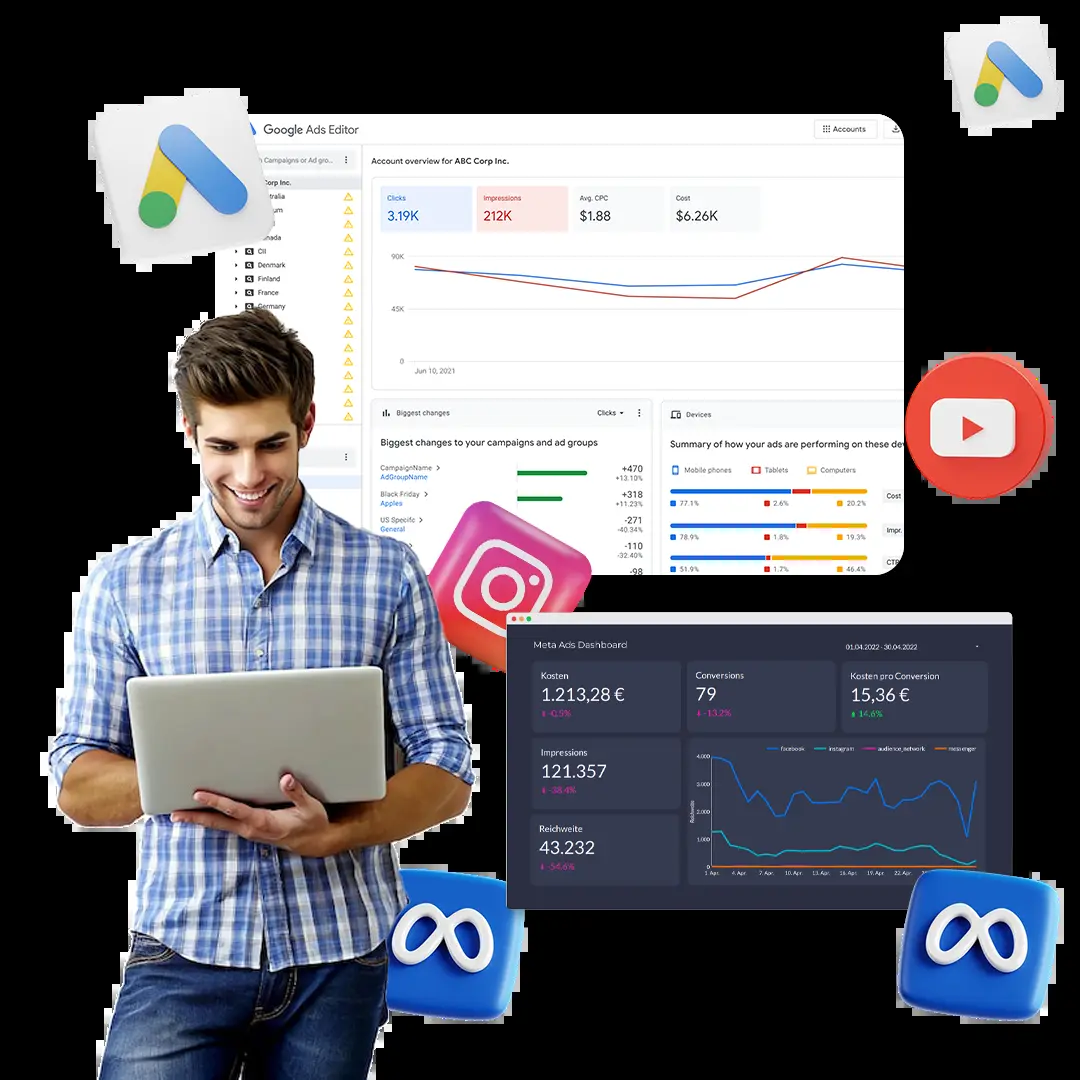 Google Ads Editor
Accounts
Campaigns or Ad gro...
Account overview for ABC Corp Inc.
Corp Inc.
Clicks
3.19K
Impressions
212K
Avg. CPC
$1.88
Cost
$6.26K
CII
Denmark
Finland
France
Germany
90K
45K
0
Jun 10, 2021
Biggest changes
Clicks
Biggest changes to your campaigns and ad groups
CampaignName
AdGroupName
+470
+13.10%
Black Friday
Apples
+318
+11.23%
US Specific
General
-271
-40.34%
-110
-32.40%
-98
Devices
Summary of how your ads are performing on these dev
Mobile phones Tablets Computers
Cost
77.1% 2.6% 20.2%
Impr.
78.9% 1.8% 19.3%
CTR
51.9% 1.7% 46.4%
Meta Ads Dashboard
01.04.2022 - 30.04.2022
Kosten
1.213,28 €
-0,5%
Conversions
79
-13,2%
Kosten pro Conversion
15,36 €
14,6%
Impressions
121.357
-38,4%
Reichweite
43.232
-54,6%
facebook instagram audience_network messenger
Reichweite
4.000
3.000
2.000
1.000
0
1. Apr. 4. Apr. 7. Apr. 10. Apr. 13. Apr. 16. Apr. 19. Apr. 22. Apr.